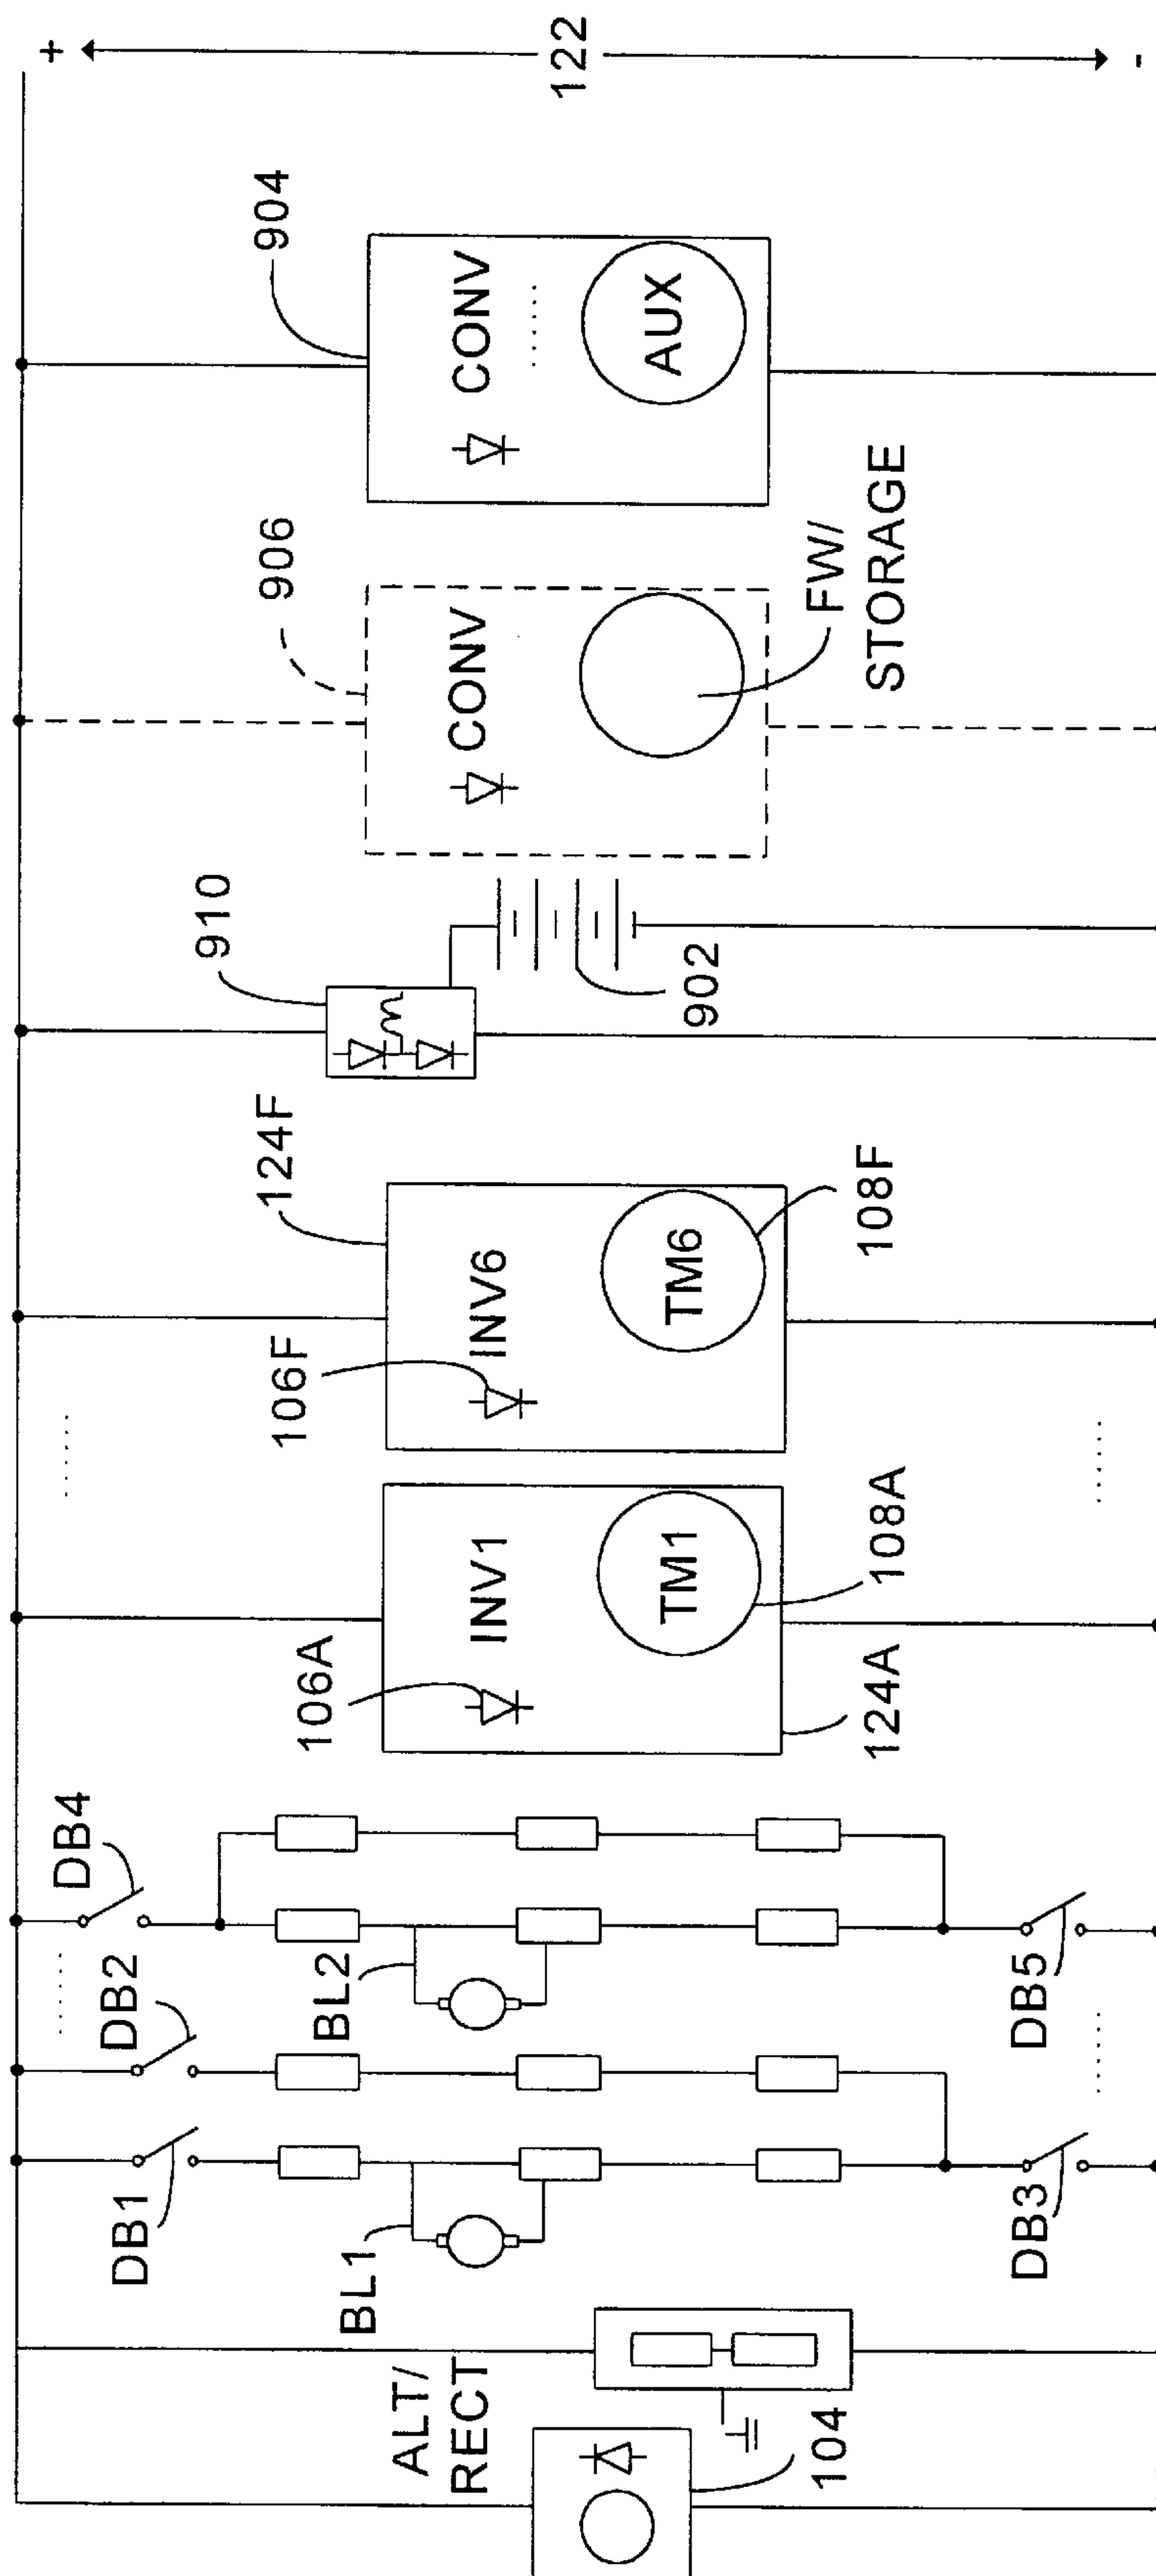 ALT/
RECT
104
BL1
DB1
DB3
DB2
BL2
DB4
DB5
106A
INV1
TM1
108A
124A
106F
INV6
TM6
124F
108F
910
902
906
CONV
FW/
STORAGE
904
CONV
......
AUX
+
122
-